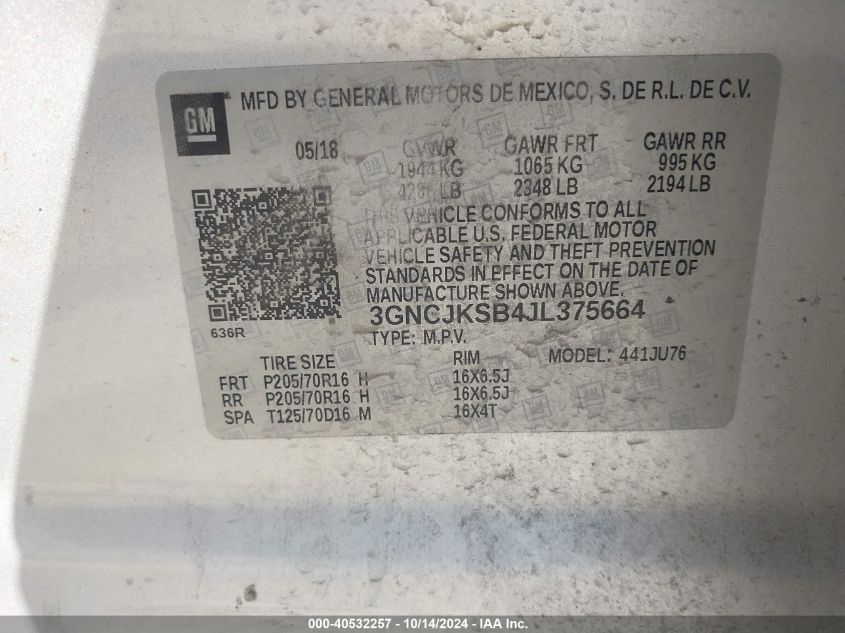 GM ® MFD BY GENERAL MOTORS DE MEXICO, S. DE R.L. DE C.V.
05/18 GVWR GAWR FRT GAWR RR
1944 KG 1065 KG 995 KG
LB 2348 LB 2194 LB
THIS VEHICLE CONFORMS TO ALL
APPLICABLE U.S. FEDERAL MOTOR
VEHICLE SAFETY AND THEFT PREVENTION
STANDARDS IN EFFECT ON THE DATE OF
MANUFACTURE SHOWN ABOVE.
3GNCJKSB4JL375664
636R
TYPE: M.P.V.
TIRE SIZE RIM MODEL: 441JU76
FRT P205/70R16 H 16X6.5J
RR P205/70R16 H 16X6.5J
SPA T125/70D16 M 16X4T
000-40532257 - 10/14/2024 - IAA Inc.